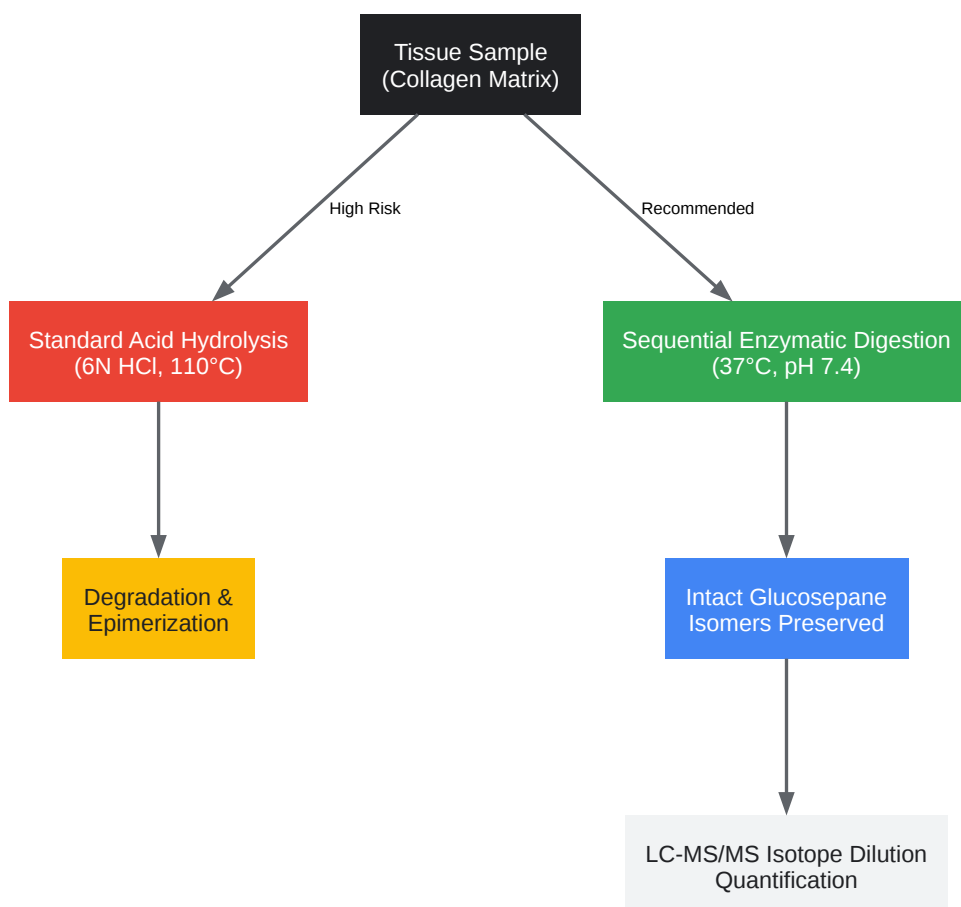 Tissue Sample
(Collagen Matrix)
High Risk
Recommended
Standard Acid Hydrolysis
(6N HCl, 110°C)
Sequential Enzymatic Digestion
(37°C, pH 7.4)
Degradation &
Epimerization
Intact Glucosepane
Isomers Preserved
LC-MS/MS Isotope Dilution
Quantification